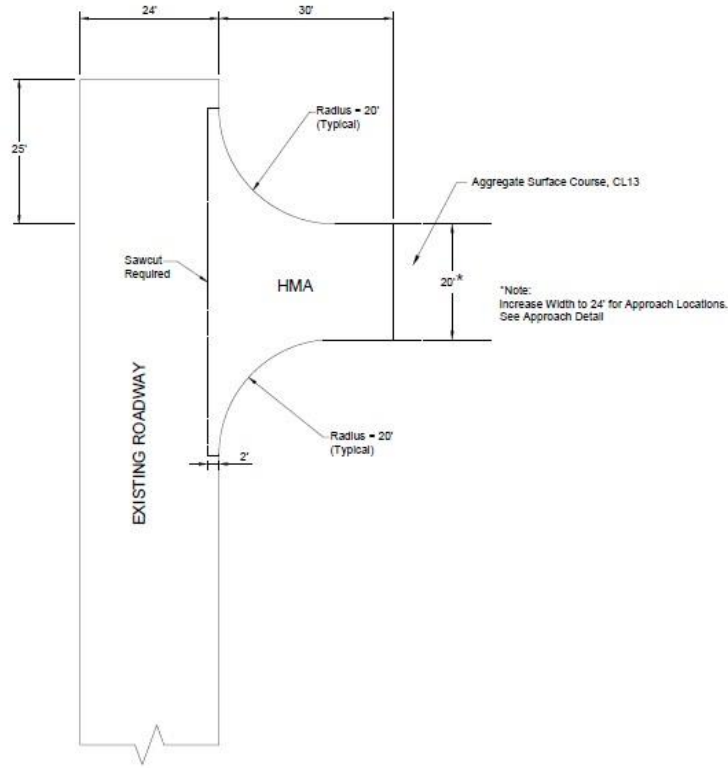 24'
30'
Radius = 20'
(Typical)
25'
Aggregate Surface Course, CL13
Sawcut
Required
HMA
20'*
*Note:
Increase Width to 24' for Approach Locations.
See Approach Detail
EXISTING ROADWAY
Radius = 20'
(Typical)
2'